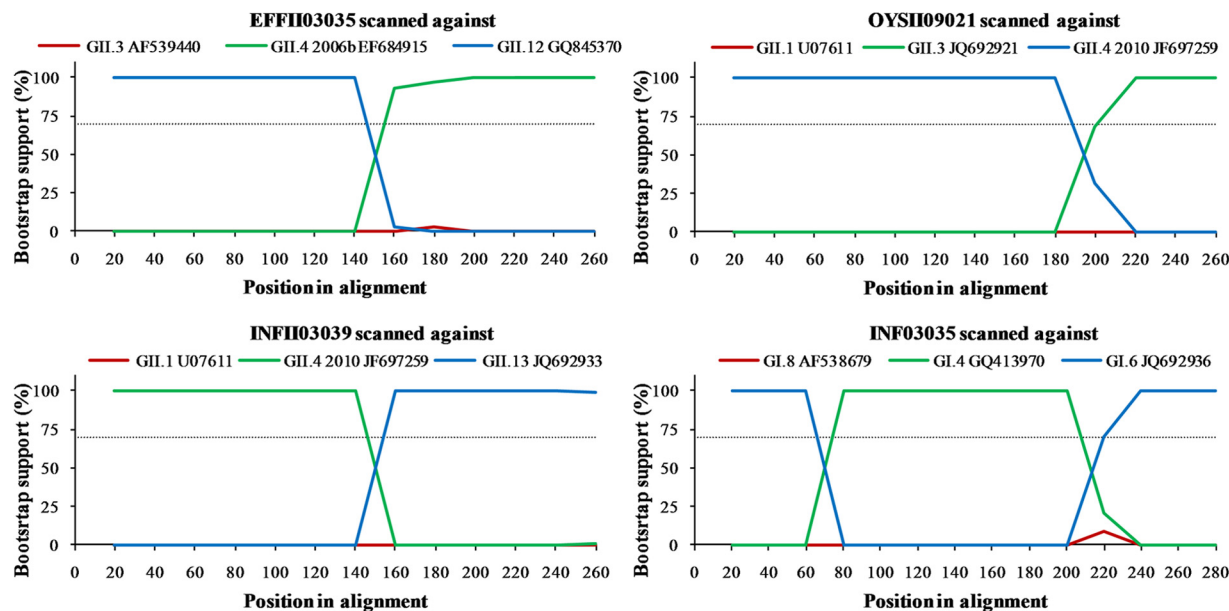 EFFII03035 scanned against
GII.3 AF539440 GII.4 2006b EF684915 GII.12 GQ845370
Bootsrtap support (%)
100
75
50
25
0
0 20 40 60 80 100 120 140 160 180 200 220 240 260
Position in alignment
OYSII09021 scanned against
GII.1 U07611 GII.3 JQ692921 GII.4 2010 JF697259
Bootsrtap support (%)
100
75
50
25
0
0 20 40 60 80 100 120 140 160 180 200 220 240 260
Position in alignment
INFII03039 scanned against
GII.1 U07611 GII.4 2010 JF697259 GII.13 JQ692933
Bootsrtap support (%)
100
75
50
25
0
0 20 40 60 80 100 120 140 160 180 200 220 240 260
Position in alignment
INF03035 scanned against
GI.8 AF538679 GI.4 GQ413970 GI.6 JQ692936
Bootsrtap support (%)
100
75
50
25
0
0 20 40 60 80 100 120 140 160 180 200 220 240 260 280
Position in alignment